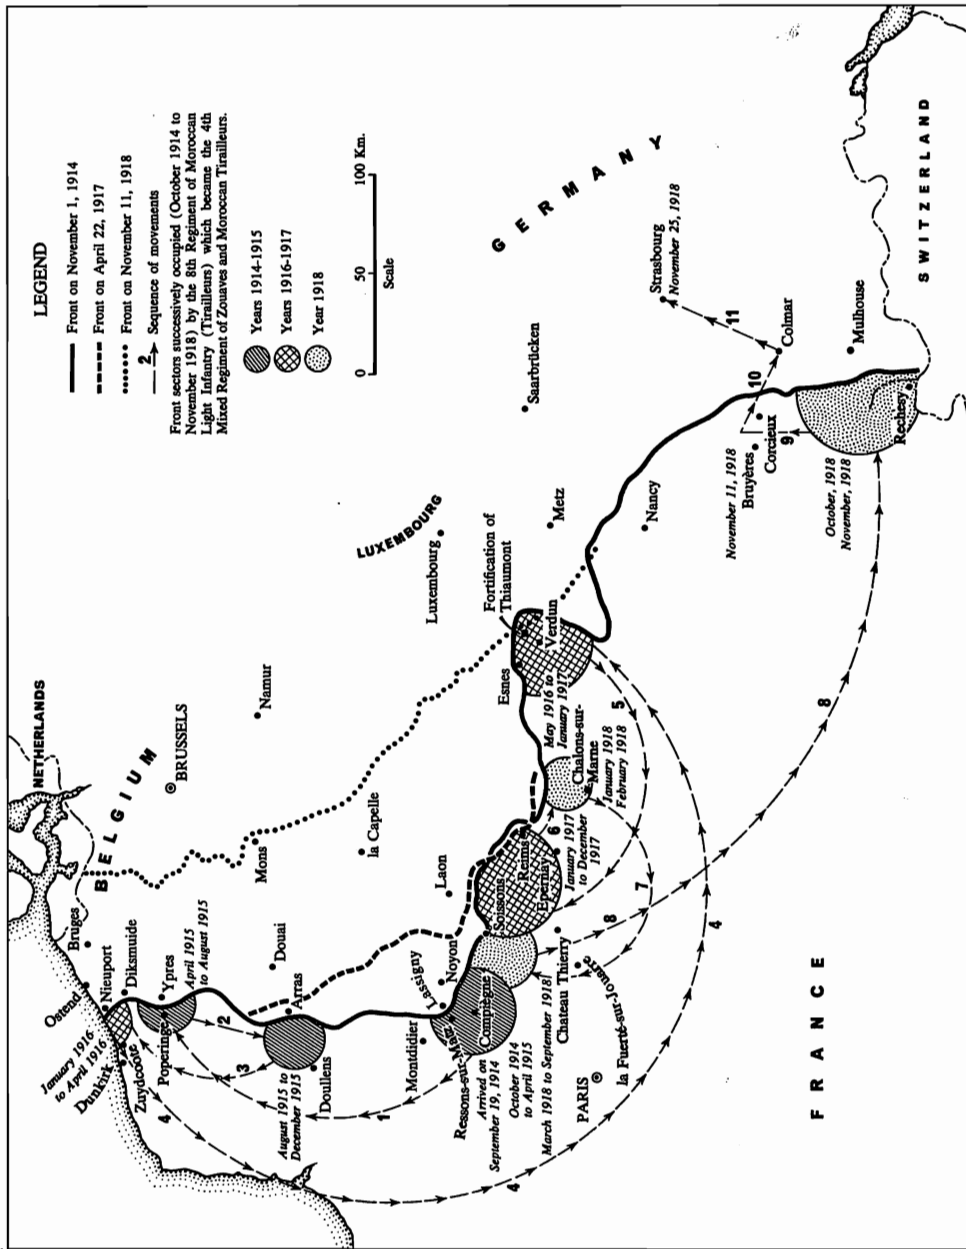 LEGEND
Front on November 1, 1914
Front on April 22, 1917
Front on November 11, 1918
2 Sequence of movements
Front sectors successively occupied (October 1914 to
November 1918) by the 8th Regiment of Moroccan
Light Infantry (Tirailleurs) which became the 4th
Mixed Regiment of Zouaves and Moroccan Tirailleurs.
Years 1914-1915
Years 1916-1917
Year 1918
0 50 100 Km.
Scale
NETHERLANDS
BELGIUM
BRUSSELS
Namur
Mons
la Capelle
LUXEMBOURG
Luxembourg
GERMANY
Saarbrücken
Strasbourg
November 25, 1918
11
Colmar
10
Mulhouse
SWITZERLAND
Bruges
Ostend
Nieuport
Diksmuide
January 1916
to April 1916
Dunkirk
Zuydcoote
Poperinge
Ypres
April 1915
to August 1915
2
3
4
Douai
Arras
August 1915 to
December 1915
Doullens
1
Montdidier
Lassigny
Noyon
Laon
Ressons-sur-Matz
Compiègne
Arrived on
September 19, 1914
October 1914
to April 1915
Soissons
Reims
Epernay
6
January 1917
to December
1917
March 1918 to September 1918
Chateau Thierry
PARIS
la Fuerté-sur-Jouarre
8
7
4
4
Esnes
Fortification of
Thiaumont
Verdun
May 1916 to
January 1917
5
Chalons-sur-
Marne
January 1918
February 1918
Metz
Nancy
November 11, 1918
Bruyères
Corcieux
9
October, 1918
November, 1918
Rechesy
8
FRANCE